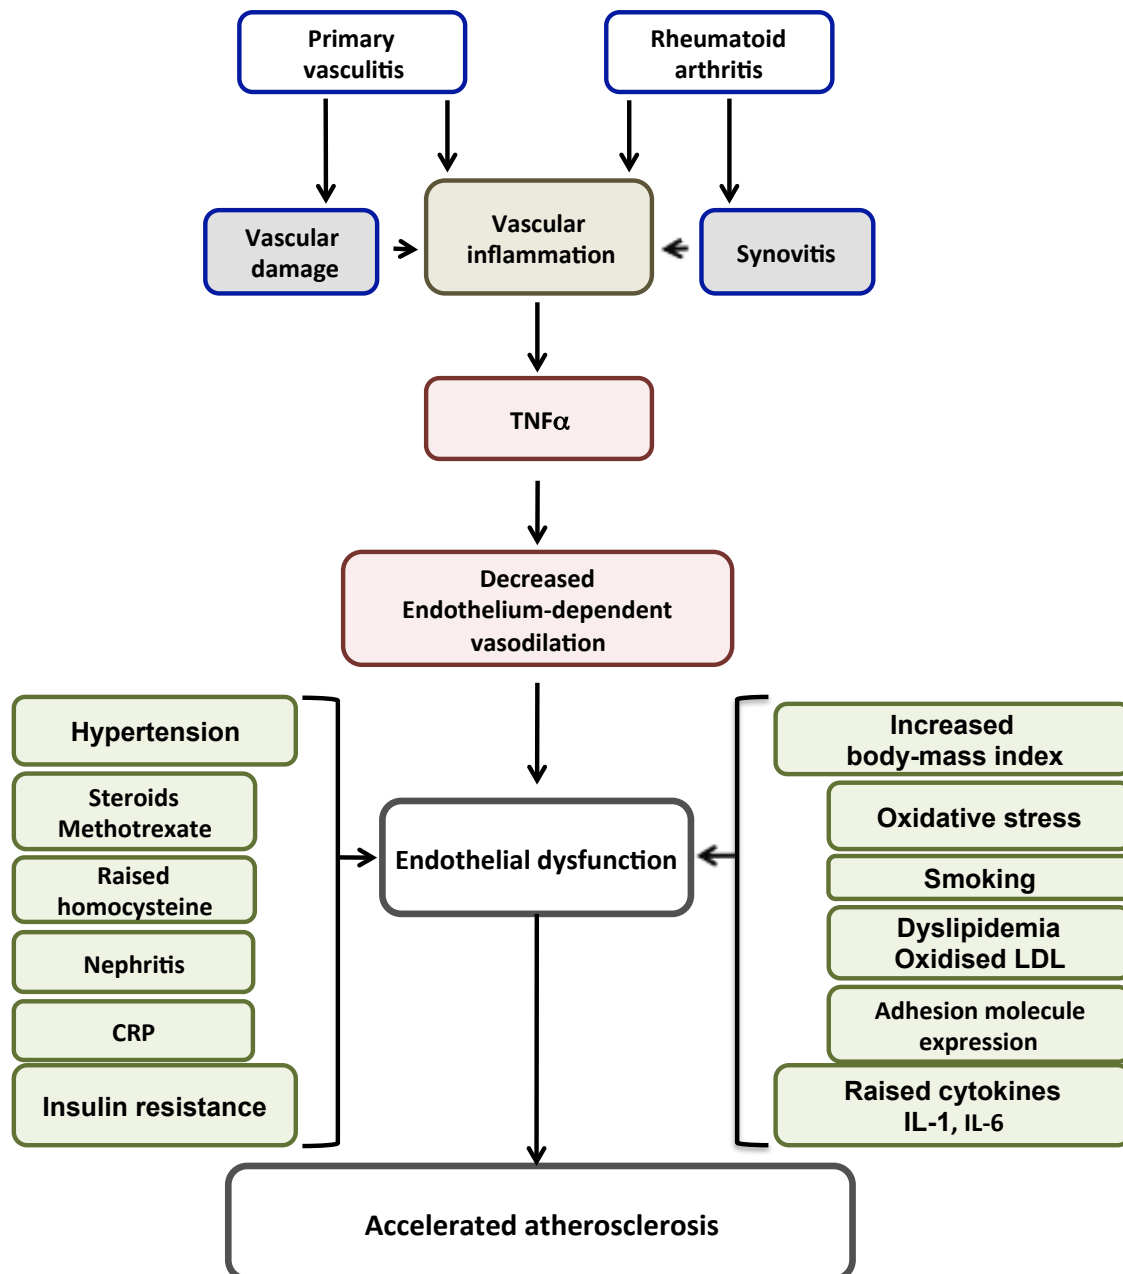 Primary
vasculitis
Rheumatoid
arthritis
Vascular
damage
Vascular
inflammation
Synovitis
TNFα
Decreased
Endothelium-dependent
vasodilation
Hypertension
Steroids
Methotrexate
Raised
homocysteine
Nephritis
CRP
Insulin resistance
Endothelial dysfunction
Increased
body-mass index
Oxidative stress
Smoking
Dyslipidemia
Oxidised LDL
Adhesion molecule
expression
Raised cytokines
IL-1, IL-6
Accelerated atherosclerosis